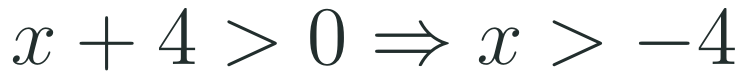 x + 4 > 0 ⇒ x > −4